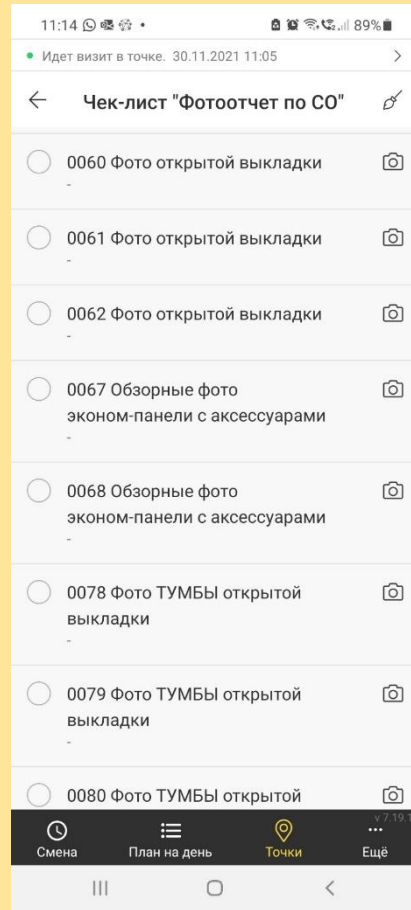 11:14
89%
Идет визит в точке. 30.11.2021 11:05
Чек-лист "Фотоотчет по СО"
0060 Фото открытой выкладки
-
0061 Фото открытой выкладки
-
0062 Фото открытой выкладки
-
0067 Обзорные фото
эконом-панели с аксессуарами
-
0068 Обзорные фото
эконом-панели с аксессуарами
-
0078 Фото ТУМБЫ открытой
выкладки
-
0079 Фото ТУМБЫ открытой
выкладки
-
0080 Фото ТУМБЫ открытой
v 7.19.1
Смена План на день Точки Ещё